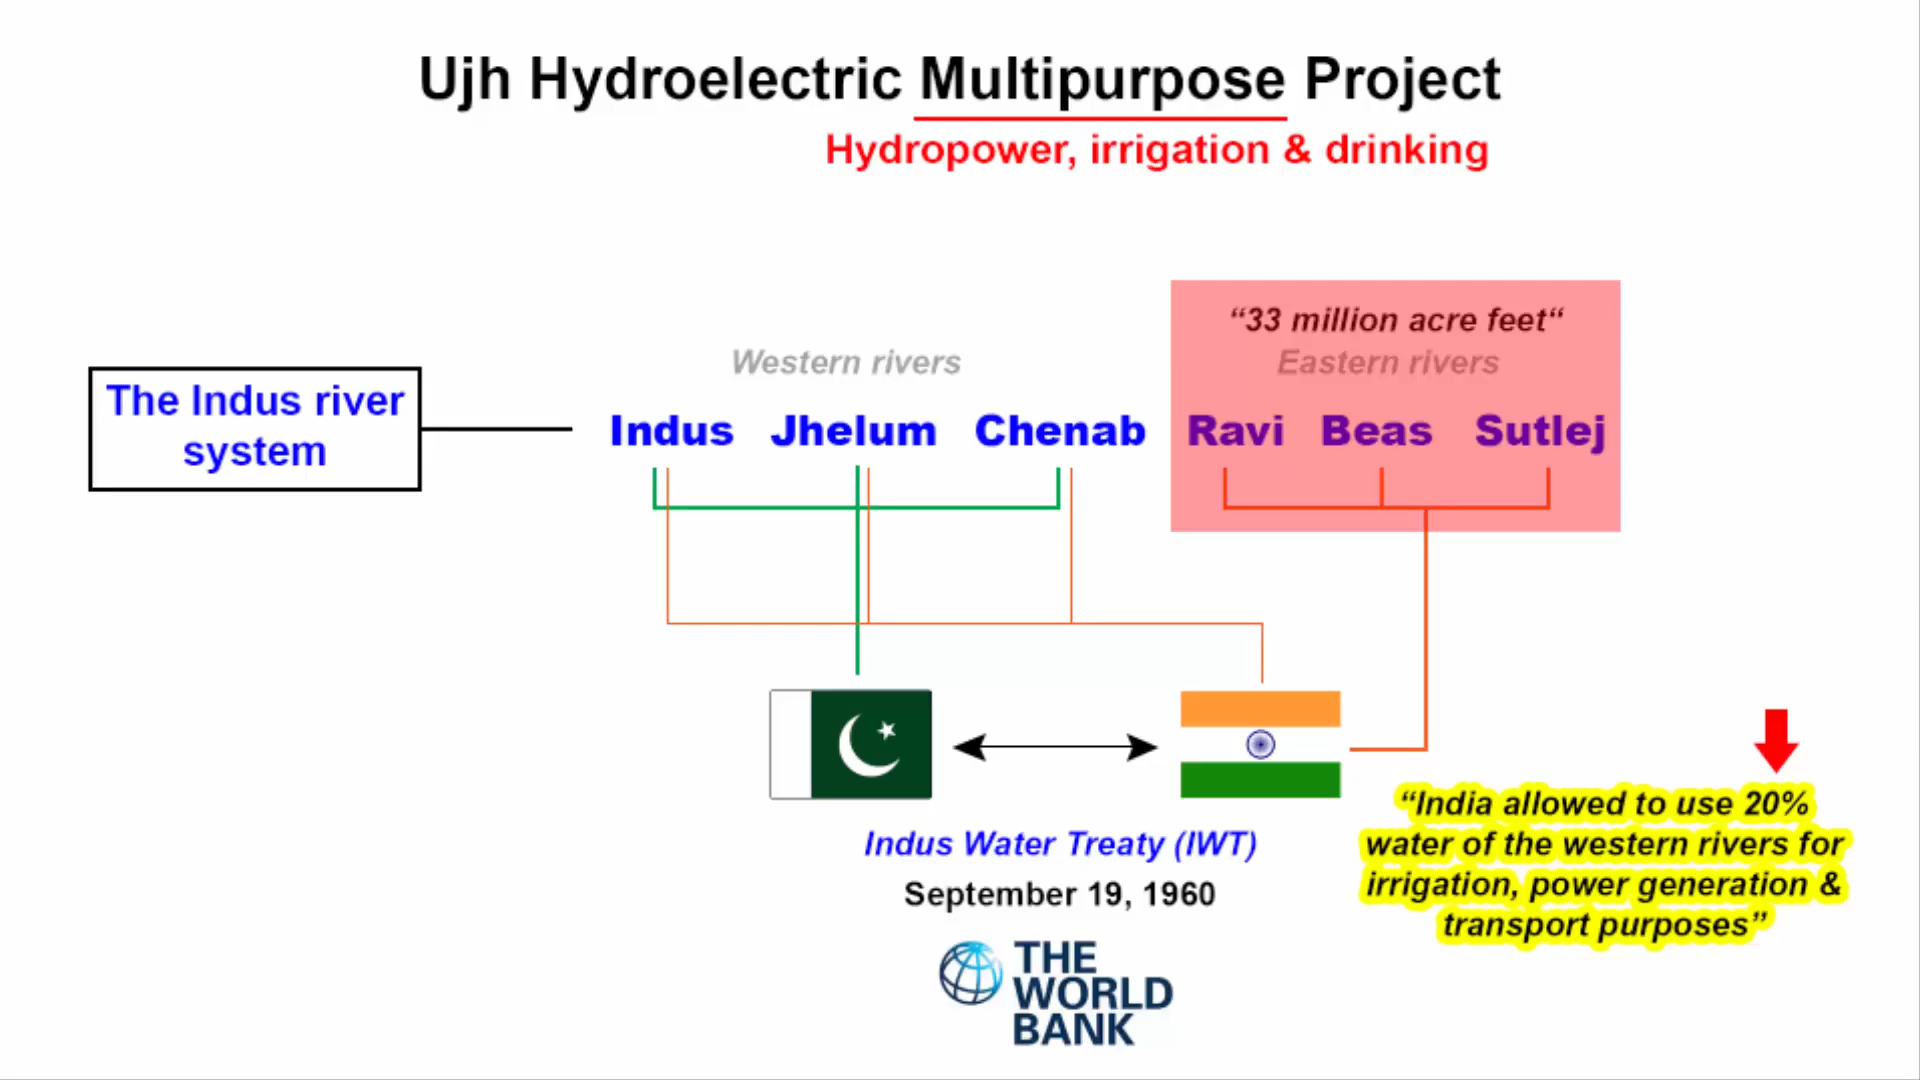 Ujh Hydroelectric Multipurpose Project
Hydropower, irrigation & drinking
“33 million acre feet“
Western rivers
Eastern rivers
The Indus river
system
Indus Jhelum Chenab Ravi Beas Sutlej
Indus Water Treaty (IWT)
September 19, 1960
THE
WORLD
BANK
“India allowed to use 20%
water of the western rivers for
irrigation, power generation &
transport purposes”